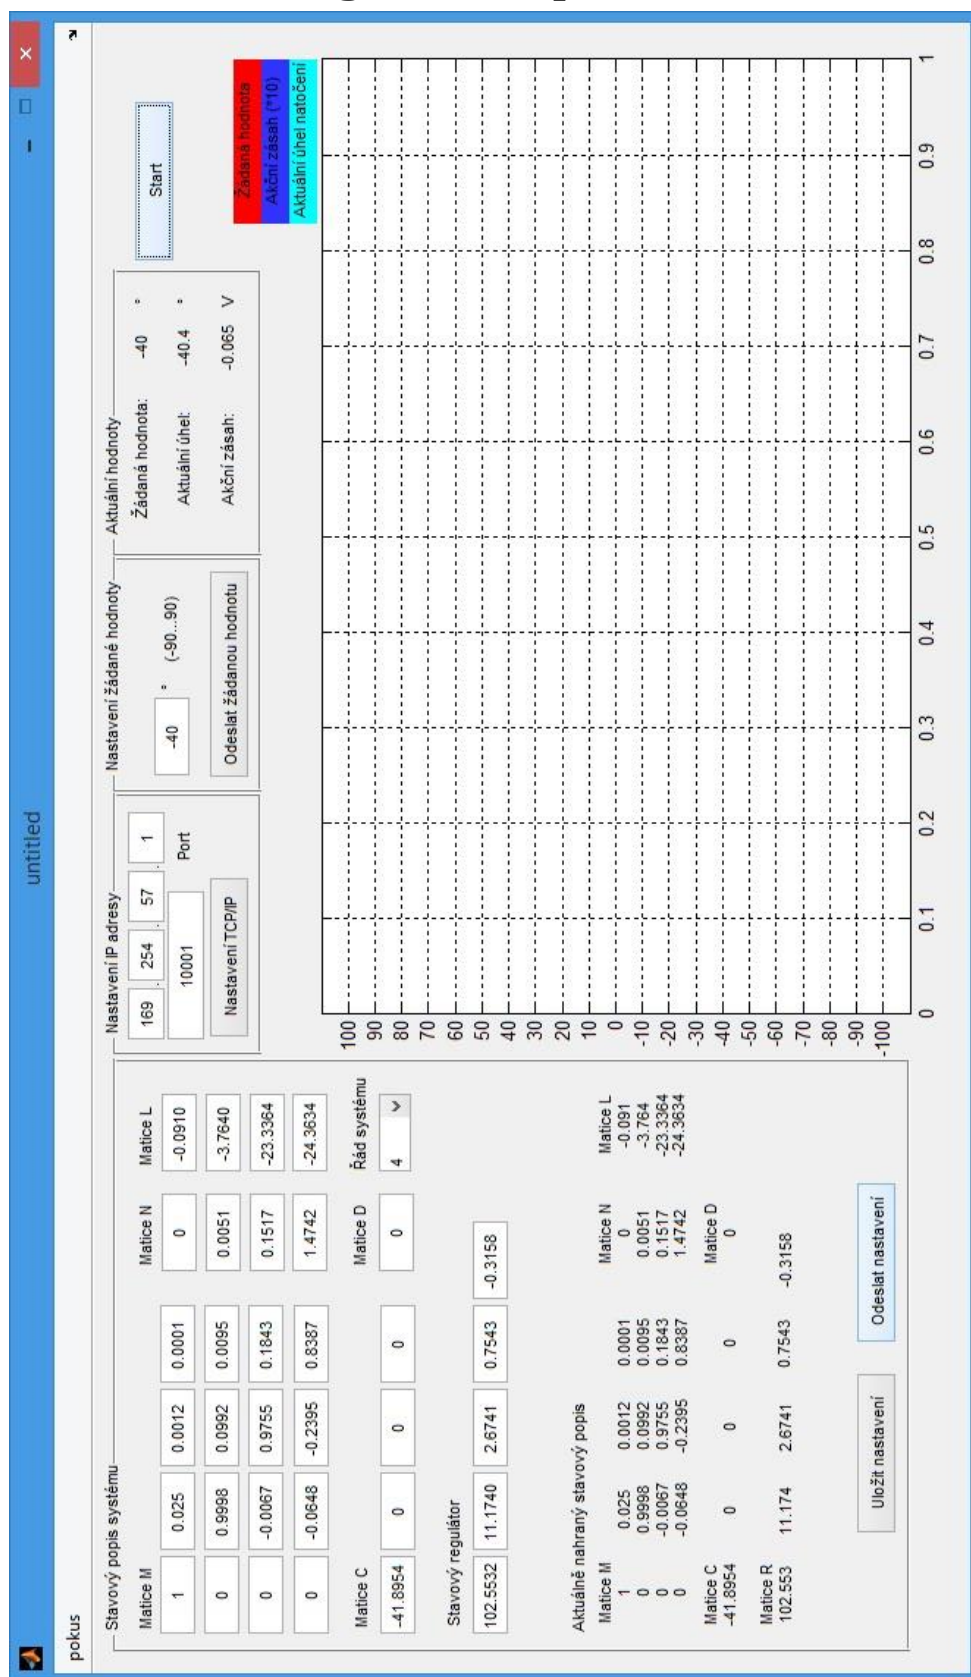 untitled
pokus
Stavový popis systému
Matice M Matice N Matice L
1 0.025 0.0012 0.0001 0 -0.0910
0 0.9998 0.0992 0.0095 0.0051 -3.7640
0 -0.0067 0.9755 0.1843 0.1517 -23.3364
0 -0.0648 -0.2395 0.8387 1.4742 -24.3634
Matice C Matice D Řád systému
-41.8954 0 0 0 0 4
Stavový regulátor
102.5532 11.1740 2.6741 0.7543 -0.3158
Aktuálně nahraný stavový popis
Matice M Matice N Matice L
1 0.025 0.0012 0.0001 0 -0.091
0 0.9998 0.0992 0.0095 0.0051 -3.764
0 -0.0067 0.9755 0.1843 0.1517 -23.3364
0 -0.0648 -0.2395 0.8387 1.4742 -24.3634
Matice C Matice D
-41.8954 0 0 0 0
Matice R
102.553 11.174 2.6741 0.7543 -0.3158
Uložit nastavení Odeslat nastavení
Nastavení IP adresy
169 . 254 . 57 . 1
10001 Port
Nastavení TCP/IP
Nastavení žádané hodnoty
-40 ° (-90...90)
Odeslat žádanou hodnotu
Aktuální hodnoty
Žádaná hodnota: -40 °
Aktuální úhel: -40.4 °
Akční zásah: -0.065 V
Start
Žádaná hodnota
Akční zásah (*10)
Aktuální úhel natočení
100
90
80
70
60
50
40
30
20
10
0
-10
-20
-30
-40
-50
-60
-70
-80
-90
-100
0 0.1 0.2 0.3 0.4 0.5 0.6 0.7 0.8 0.9 1